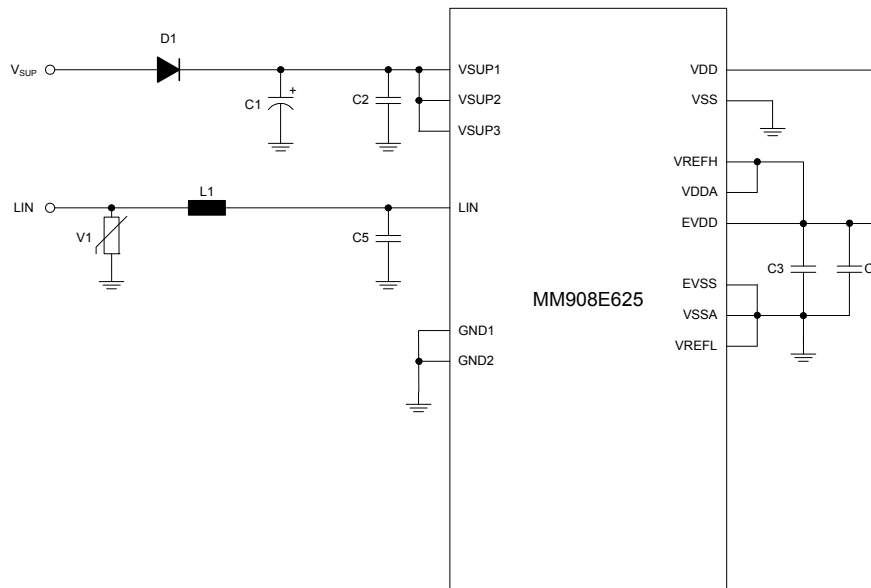 D1
VSUP
C1
+
C2
VSUP1
VSUP2
VSUP3
LIN
L1
V1
C5
LIN
GND1
GND2
MM908E625
VDD
VSS
VREFH
VDDA
EVDD
EVSS
VSSA
VREFL
C3